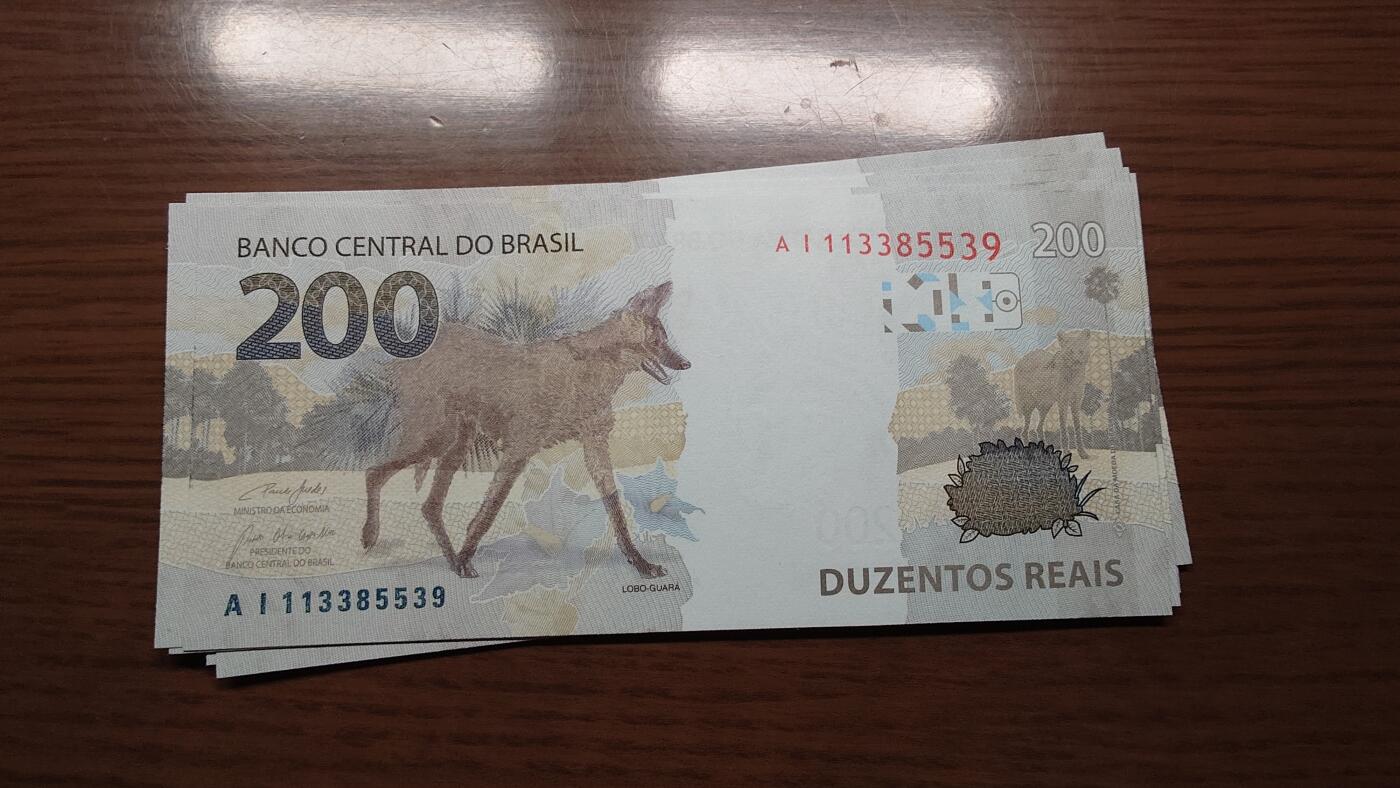 BANCO CENTRAL DO BRASIL
200
A I 113385539
200
MINISTRO DA ECONOMIA
PRESIDENTE DO
BANCO CENTRAL DO BRASIL
A I 113385539
LOBO-GUARÁ
DUZENTOS REAIS
200